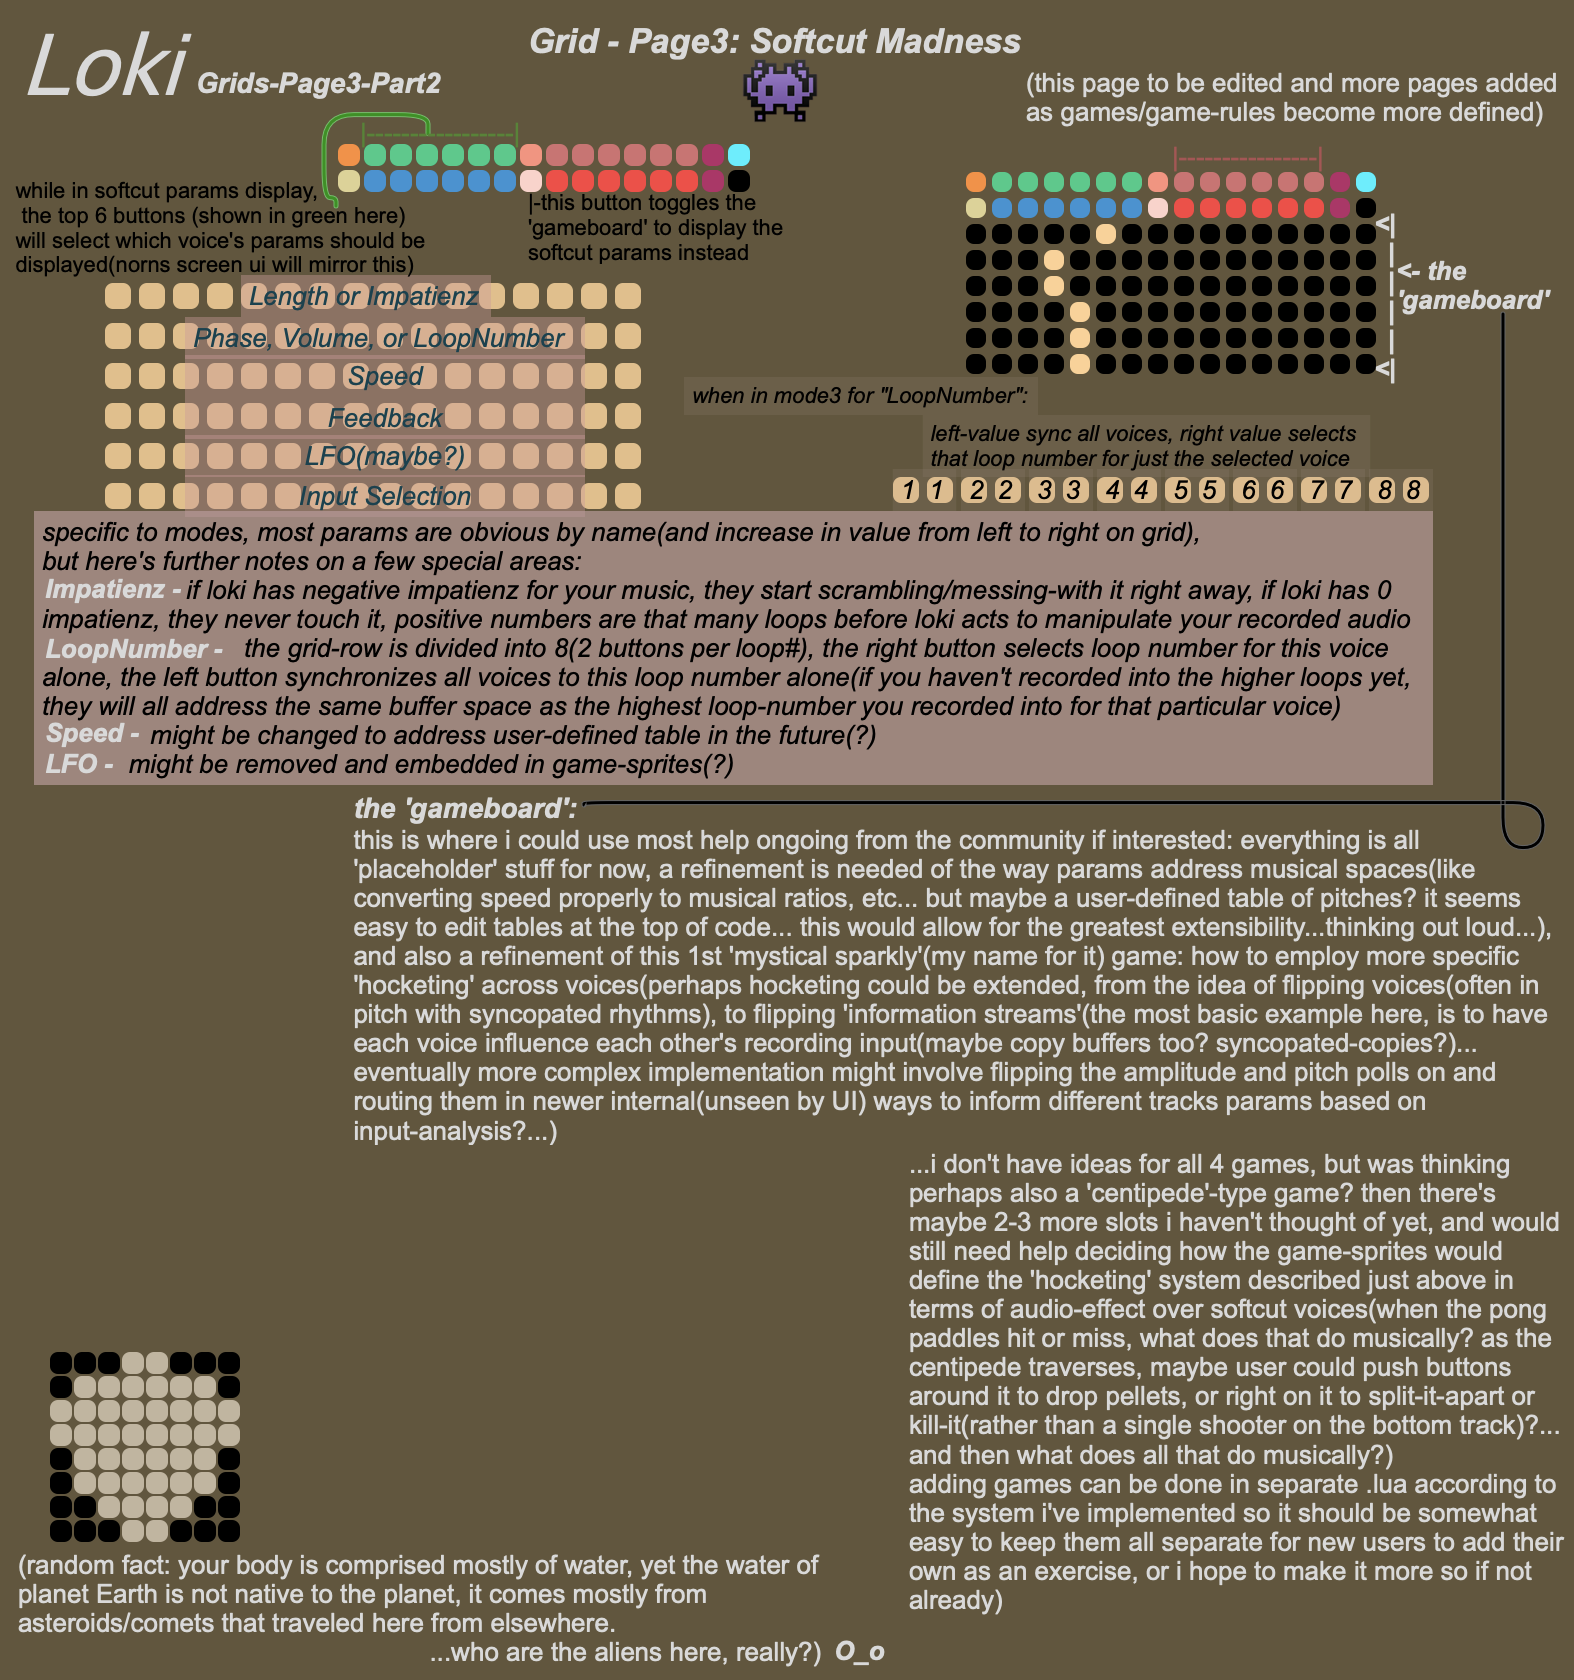 Loki
Grids-Page3-Part2
Grid - Page3: Softcut Madness
(this page to be edited and more pages added
as games/game-rules become more defined)
while in softcut params display,
the top 6 buttons (shown in green here)
will select which voice's params should be
displayed(norns screen ui will mirror this)
|-this button toggles the
'gameboard' to display the
softcut params instead
<|
<- the
'gameboard'
<|
Length or Impatienz
Phase, Volume, or LoopNumber
Speed
Feedback
LFO(maybe?)
Input Selection
when in mode3 for "LoopNumber":
left-value sync all voices, right value selects
that loop number for just the selected voice
1 1 2 2 3 3 4 4 5 5 6 6 7 7 8 8
specific to modes, most params are obvious by name(and increase in value from left to right on grid),
but here's further notes on a few special areas:
Impatienz - if loki has negative impatienz for your music, they start scrambling/messing-with it right away, if loki has 0
impatienz, they never touch it, positive numbers are that many loops before loki acts to manipulate your recorded audio
LoopNumber - the grid-row is divided into 8(2 buttons per loop#), the right button selects loop number for this voice
alone, the left button synchronizes all voices to this loop number alone(if you haven't recorded into the higher loops yet,
they will all address the same buffer space as the highest loop-number you recorded into for that particular voice)
Speed - might be changed to address user-defined table in the future(?)
LFO - might be removed and embedded in game-sprites(?)
the 'gameboard':
this is where i could use most help ongoing from the community if interested: everything is all
'placeholder' stuff for now, a refinement is needed of the way params address musical spaces(like
converting speed properly to musical ratios, etc... but maybe a user-defined table of pitches? it seems
easy to edit tables at the top of code... this would allow for the greatest extensibility...thinking out loud...),
and also a refinement of this 1st 'mystical sparkly'(my name for it) game: how to employ more specific
'hocketing' across voices(perhaps hocketing could be extended, from the idea of flipping voices(often in
pitch with syncopated rhythms), to flipping 'information streams'(the most basic example here, is to have
each voice influence each other's recording input(maybe copy buffers too? syncopated-copies?)...
eventually more complex implementation might involve flipping the amplitude and pitch polls on and
routing them in newer internal(unseen by UI) ways to inform different tracks params based on
input-analysis?...)
...i don't have ideas for all 4 games, but was thinking
perhaps also a 'centipede'-type game? then there's
maybe 2-3 more slots i haven't thought of yet, and would
still need help deciding how the game-sprites would
define the 'hocketing' system described just above in
terms of audio-effect over softcut voices(when the pong
paddles hit or miss, what does that do musically? as the
centipede traverses, maybe user could push buttons
around it to drop pellets, or right on it to split-it-apart or
kill-it(rather than a single shooter on the bottom track)?...
and then what does all that do musically?)
adding games can be done in separate .lua according to
the system i've implemented so it should be somewhat
easy to keep them all separate for new users to add their
own as an exercise, or i hope to make it more so if not
already)
(random fact: your body is comprised mostly of water, yet the water of
planet Earth is not native to the planet, it comes mostly from
asteroids/comets that traveled here from elsewhere.
...who are the aliens here, really?) O_o